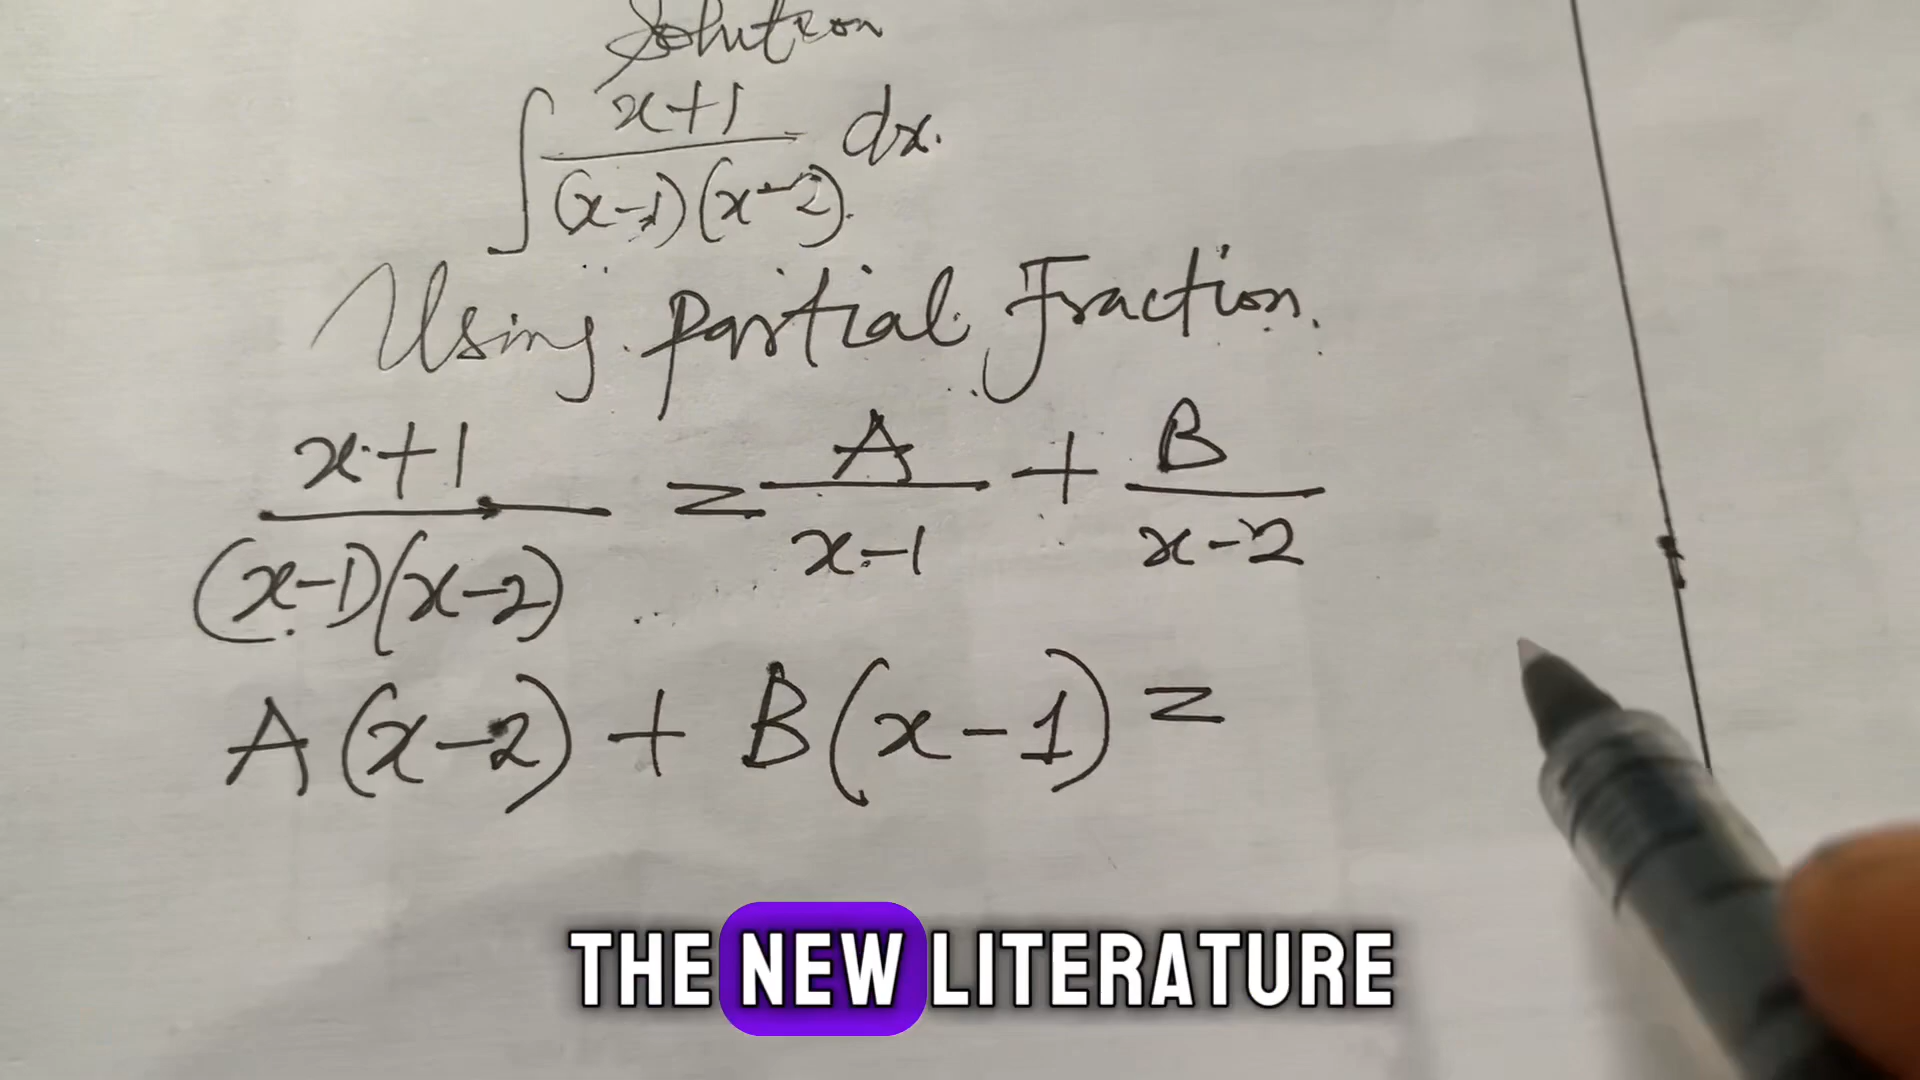 Solution
∫ x+1 / (x-1)(x-2) dx.
Using partial Fraction.
x+1 / (x-1)(x-2) = A / x-1 + B / x-2
A(x-2) + B(x-1) =
THE NEW LITERATURE